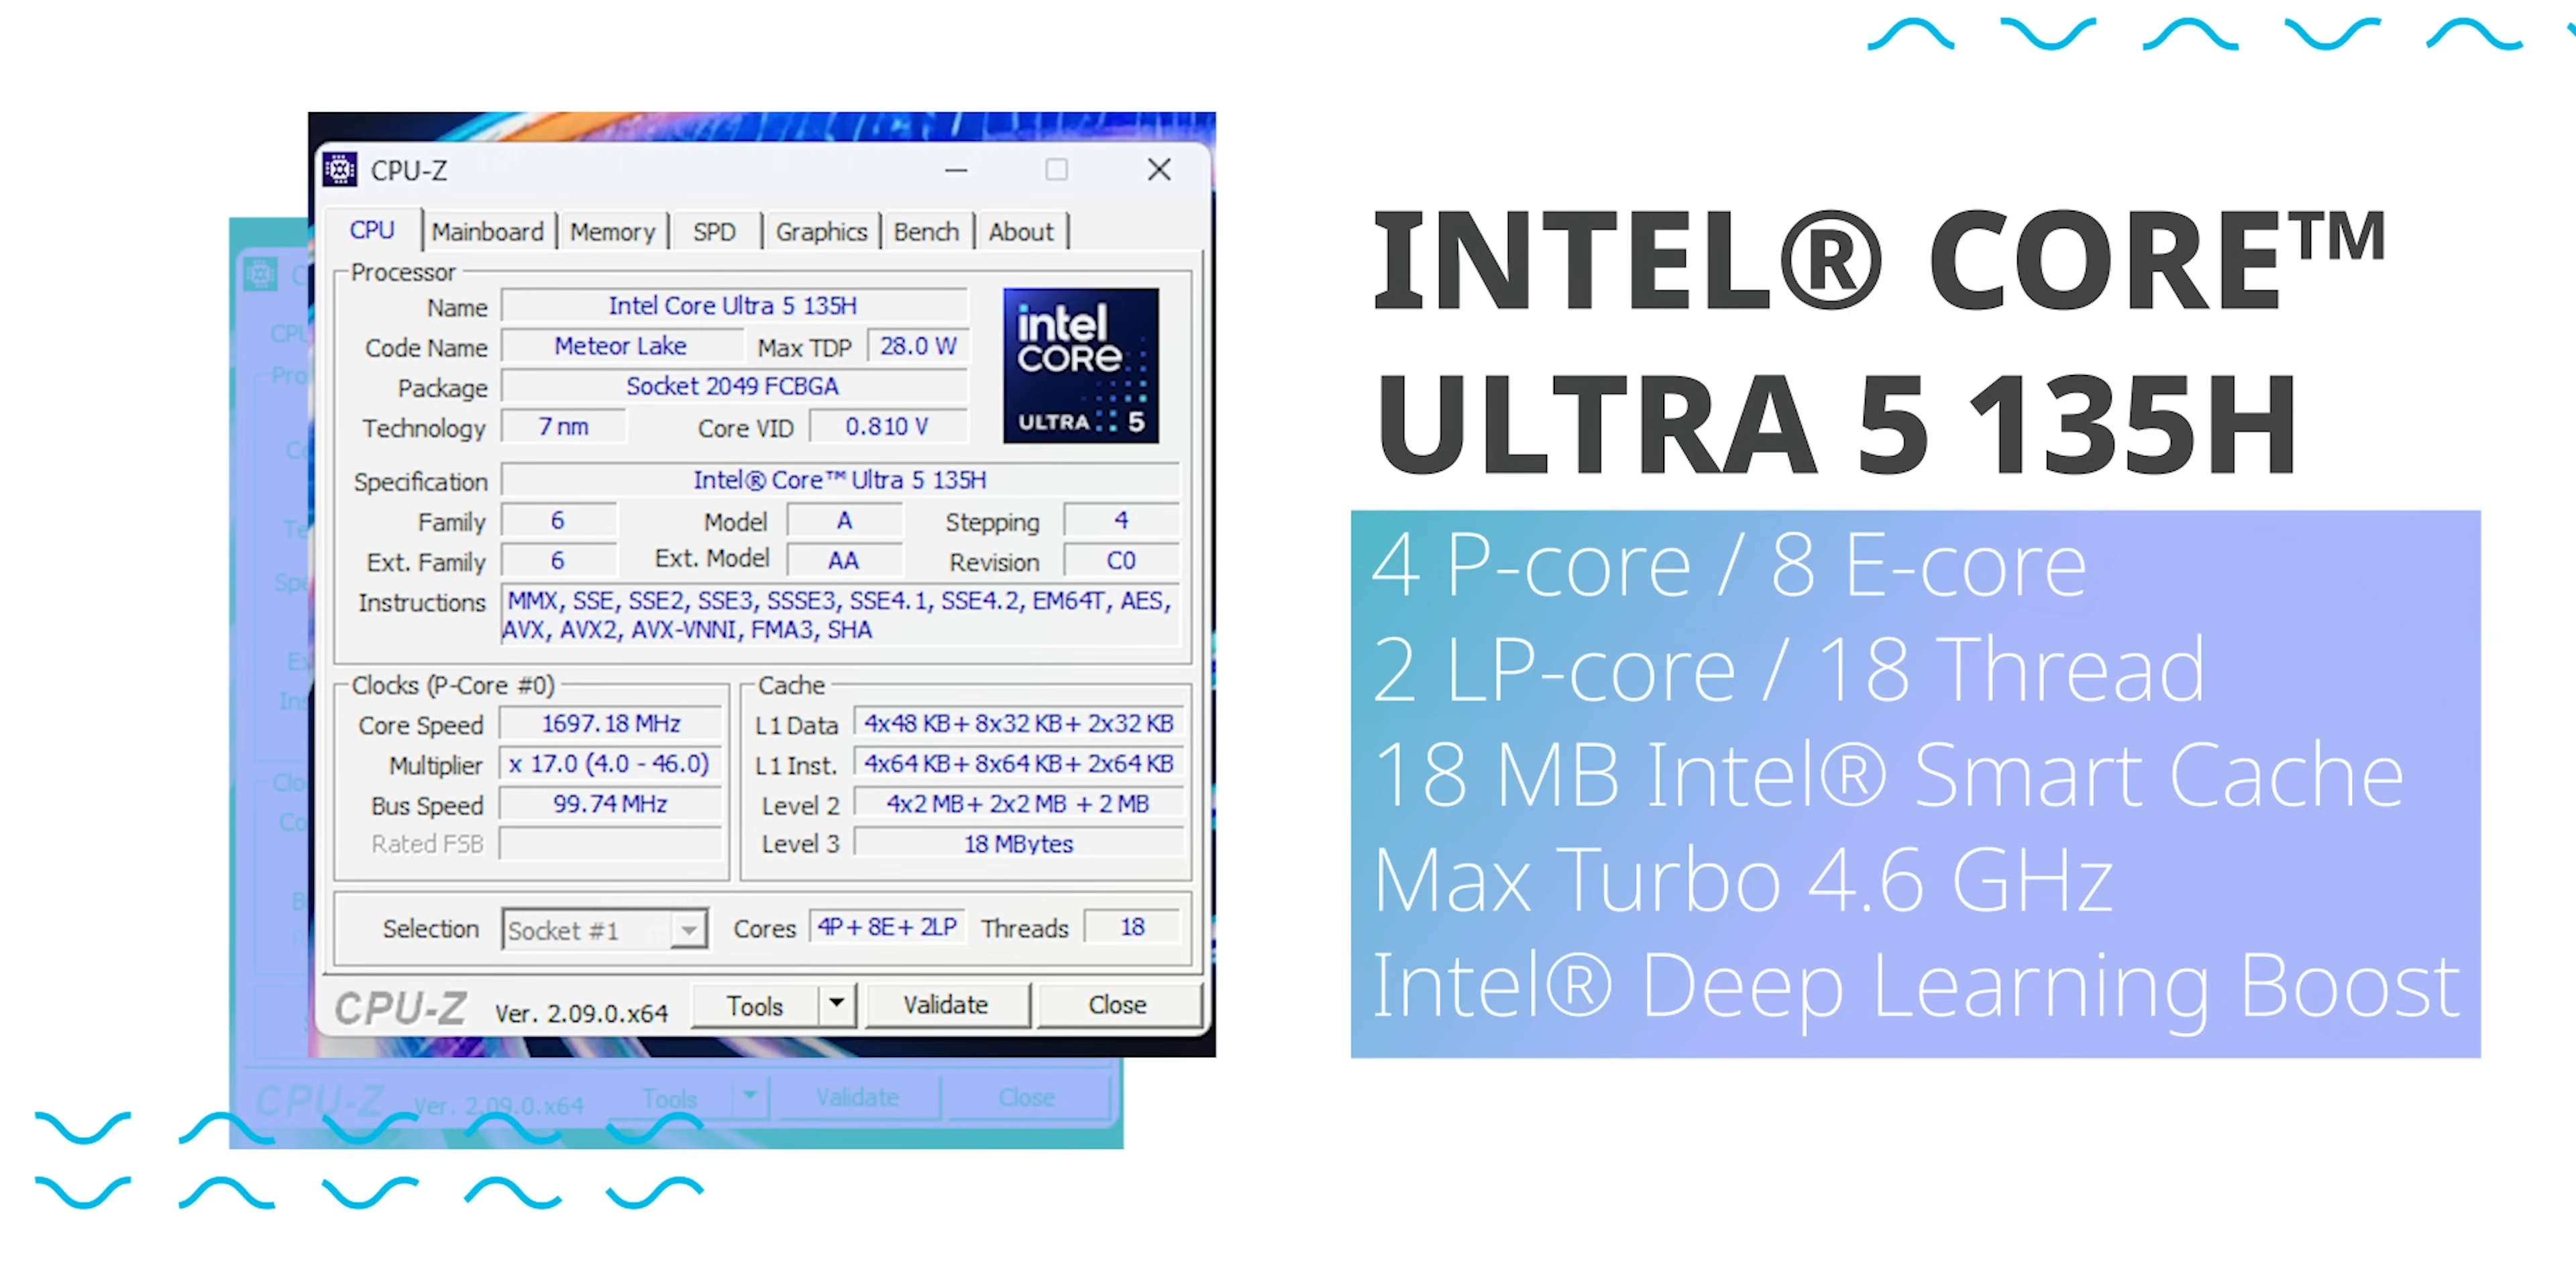 CPU-Z
CPU Mainboard Memory SPD Graphics Bench About
Processor
Name Intel Core Ultra 5 135H
Code Name Meteor Lake Max TDP 28.0 W
Package Socket 2049 FCBGA
Technology 7 nm Core VID 0.810 V
intel
CORE
ULTRA 5
Specification Intel® Core™ Ultra 5 135H
Family 6 Model A Stepping 4
Ext. Family 6 Ext. Model AA Revision C0
Instructions MMX, SSE, SSE2, SSE3, SSSE3, SSE4.1, SSE4.2, EM64T, AES,
AVX, AVX2, AVX-VNNI, FMA3, SHA
Clocks (P-Core #0)
Core Speed 1697.18 MHz
Multiplier x 17.0 (4.0 - 46.0)
Bus Speed 99.74 MHz
Rated FSB
Cache
L1 Data 4x48 KB + 8x32 KB + 2x32 KB
L1 Inst. 4x64 KB + 8x64 KB + 2x64 KB
Level 2 4x2 MB + 2x2 MB + 2 MB
Level 3 18 MBytes
Selection Socket #1 Cores 4P + 8E + 2LP Threads 18
CPU-Z Ver. 2.09.0.x64 Tools Validate Close
CPU-Z Ver. 2.09.0.x64 Tools Validate Close
INTEL® CORE™
ULTRA 5 135H
4 P-core / 8 E-core
2 LP-core / 18 Thread
18 MB Intel® Smart Cache
Max Turbo 4.6 GHz
Intel® Deep Learning Boost